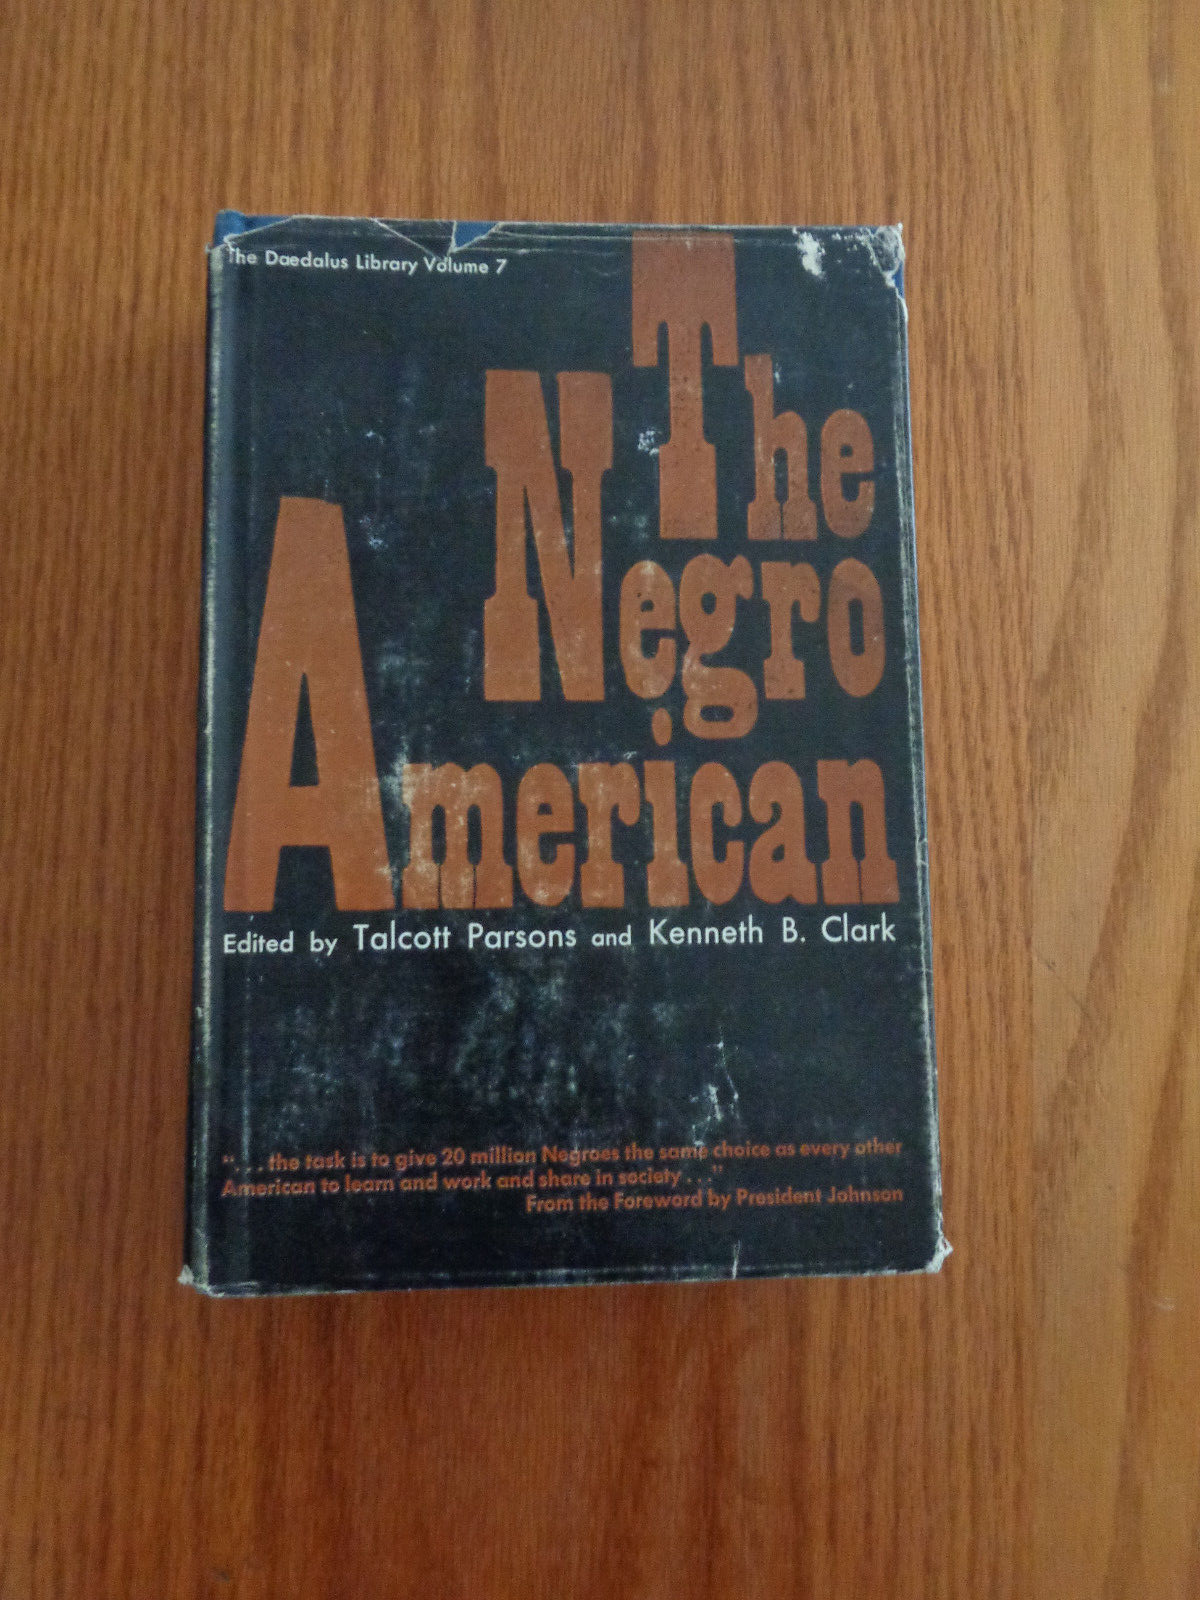 The Daedalus Library Volume 7
The
Negro
American
Edited by Talcott Parsons and Kenneth B. Clark
“. . . the task is to give 20 million Negroes the same choice as every other
American to learn and work and share in society . . .”
From the Foreword by President Johnson